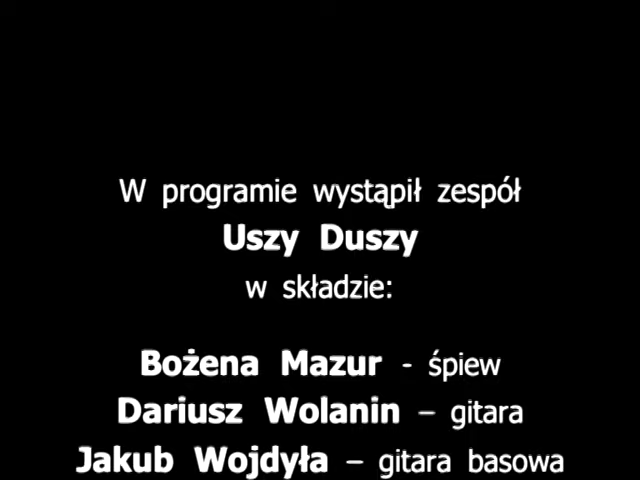 W programie wystąpił zespół
Uszy Duszy
w składzie:
Bożena Mazur - śpiew
Dariusz Wolanin – gitara
Jakub Wojdyła – gitara basowa